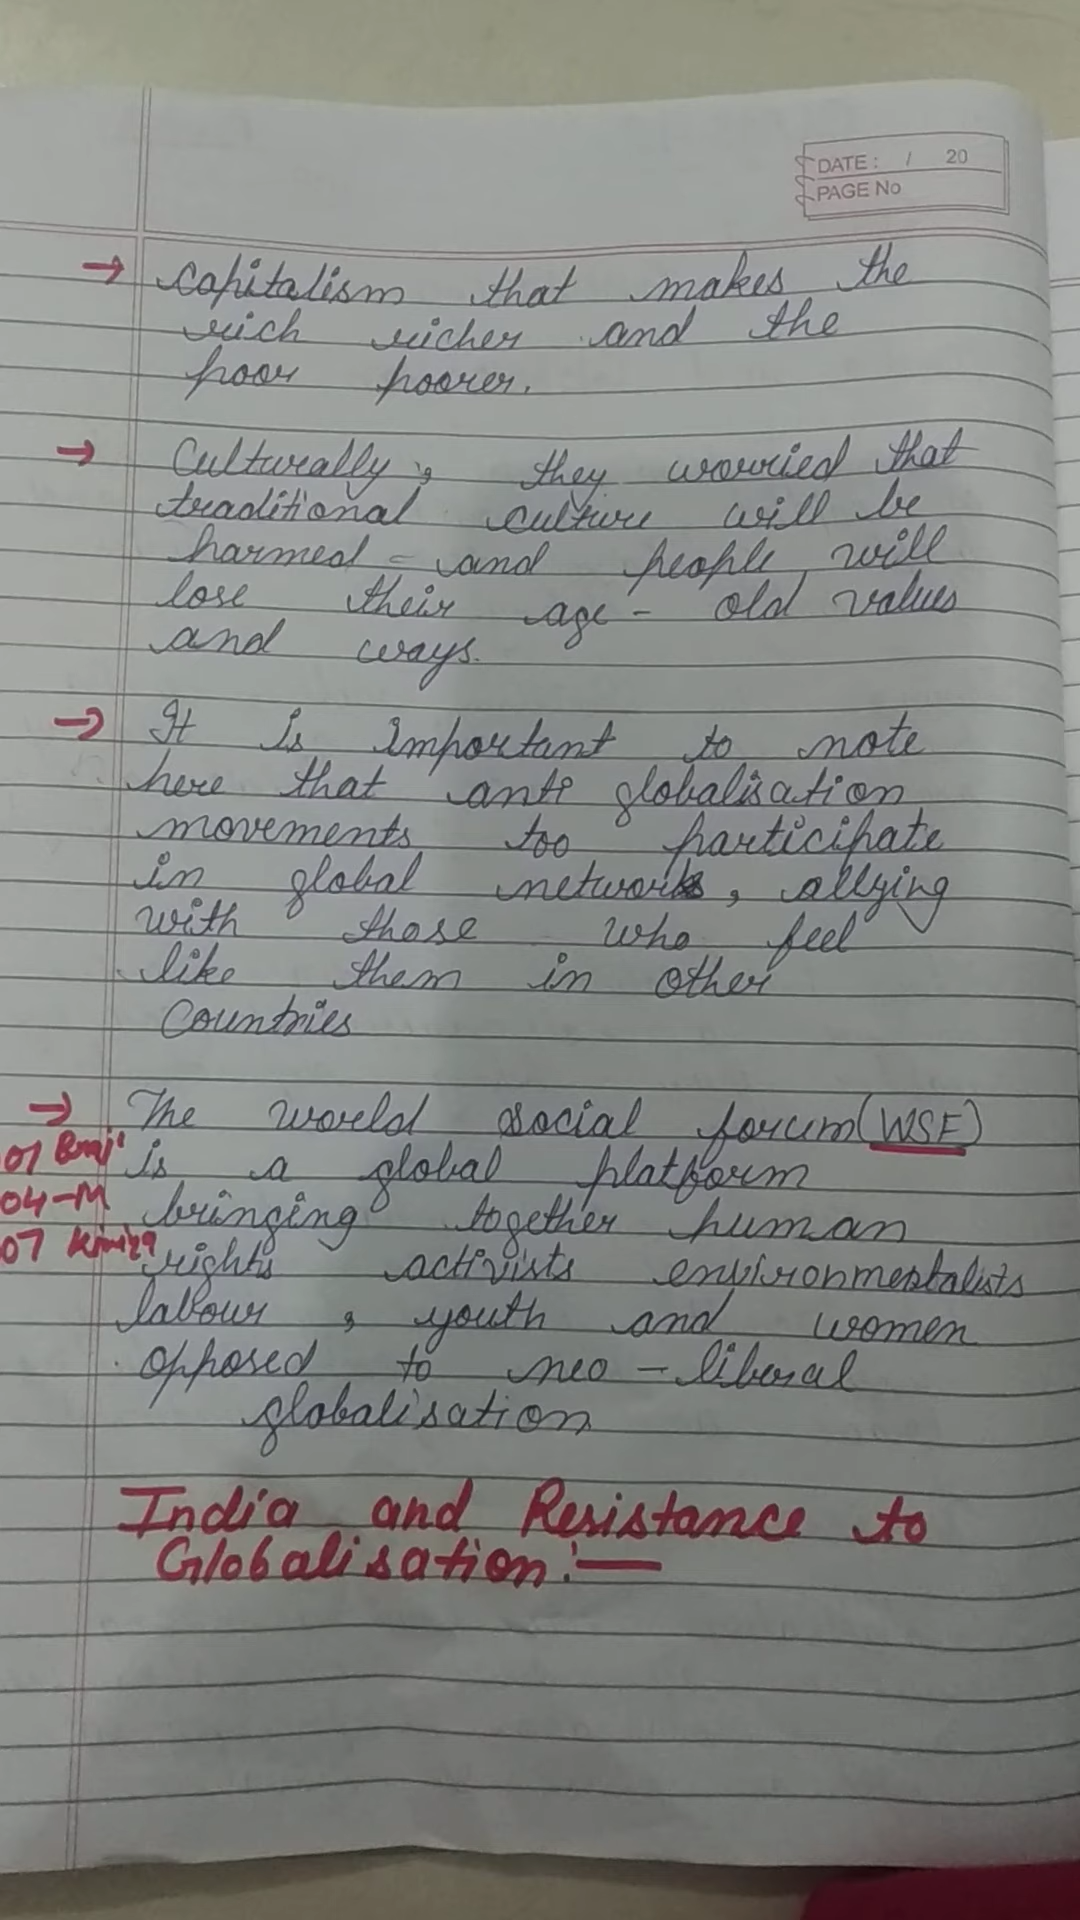 DATE: / 20
PAGE No
→ capitalism that makes the
rich richer and the
poor poorer.
→ Culturally, they worried that
traditional culture will be
harmed - and people will
lose their age - old values
and ways.
→ It is important to note
here that anti globalisation
movements too participate
in global networks, allying
with those who feel
like them in other
Countries
→ The world social forum (WSF)
01 is a global platform
04-M bringing together human
07 rights activists environmentalists
labour, youth and women
opposed to neo - liberal
globalisation
India and Resistance to
Globalisation:—